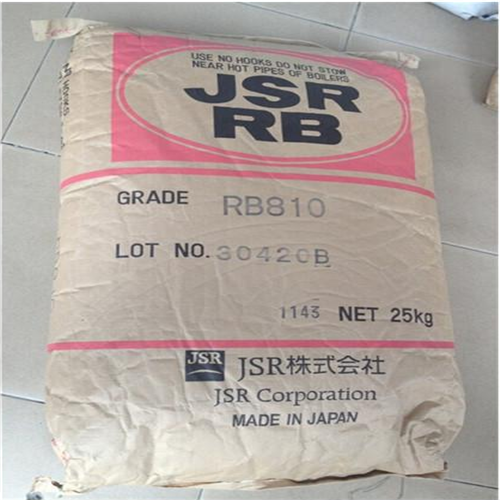 USE NO HOOKS DO NOT STOW
NEAR HOT PIPES OF BOILERS
JSR
RB
GRADE RB810
LOT NO. 30420B
1143 NET 25kg
JSR JSR株式会社
JSR Corporation
MADE IN JAPAN